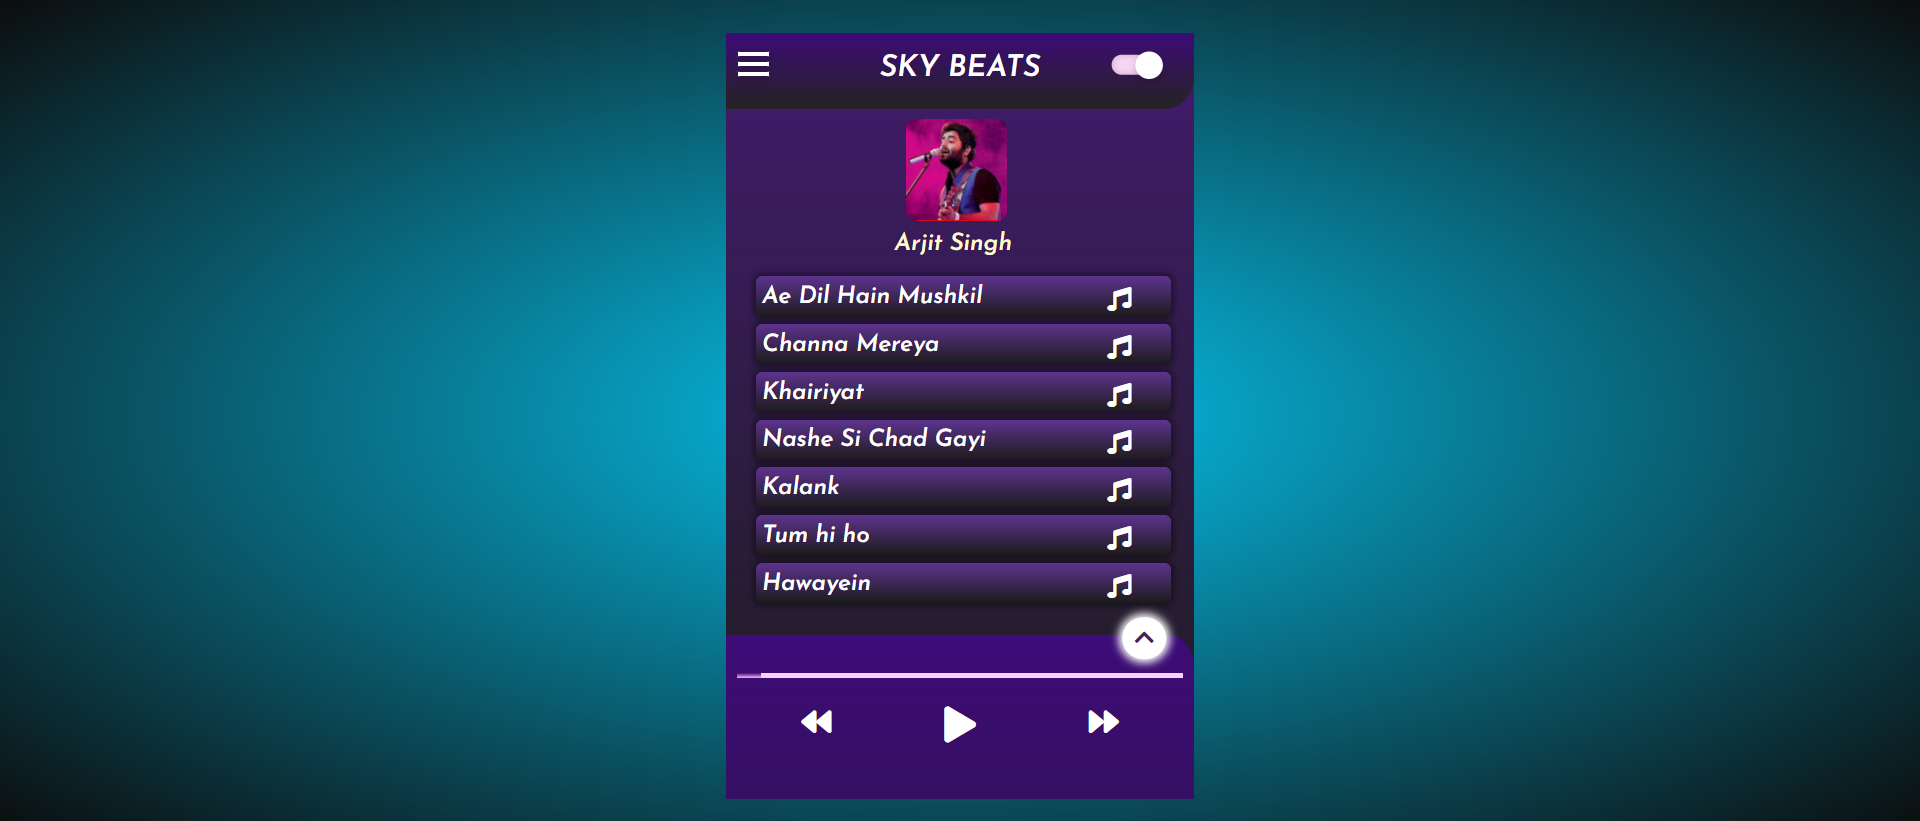 SKY BEATS
Arjit Singh
Ae Dil Hain Mushkil
Channa Mereya
Khairiyat
Nashe Si Chad Gayi
Kalank
Tum hi ho
Hawayein